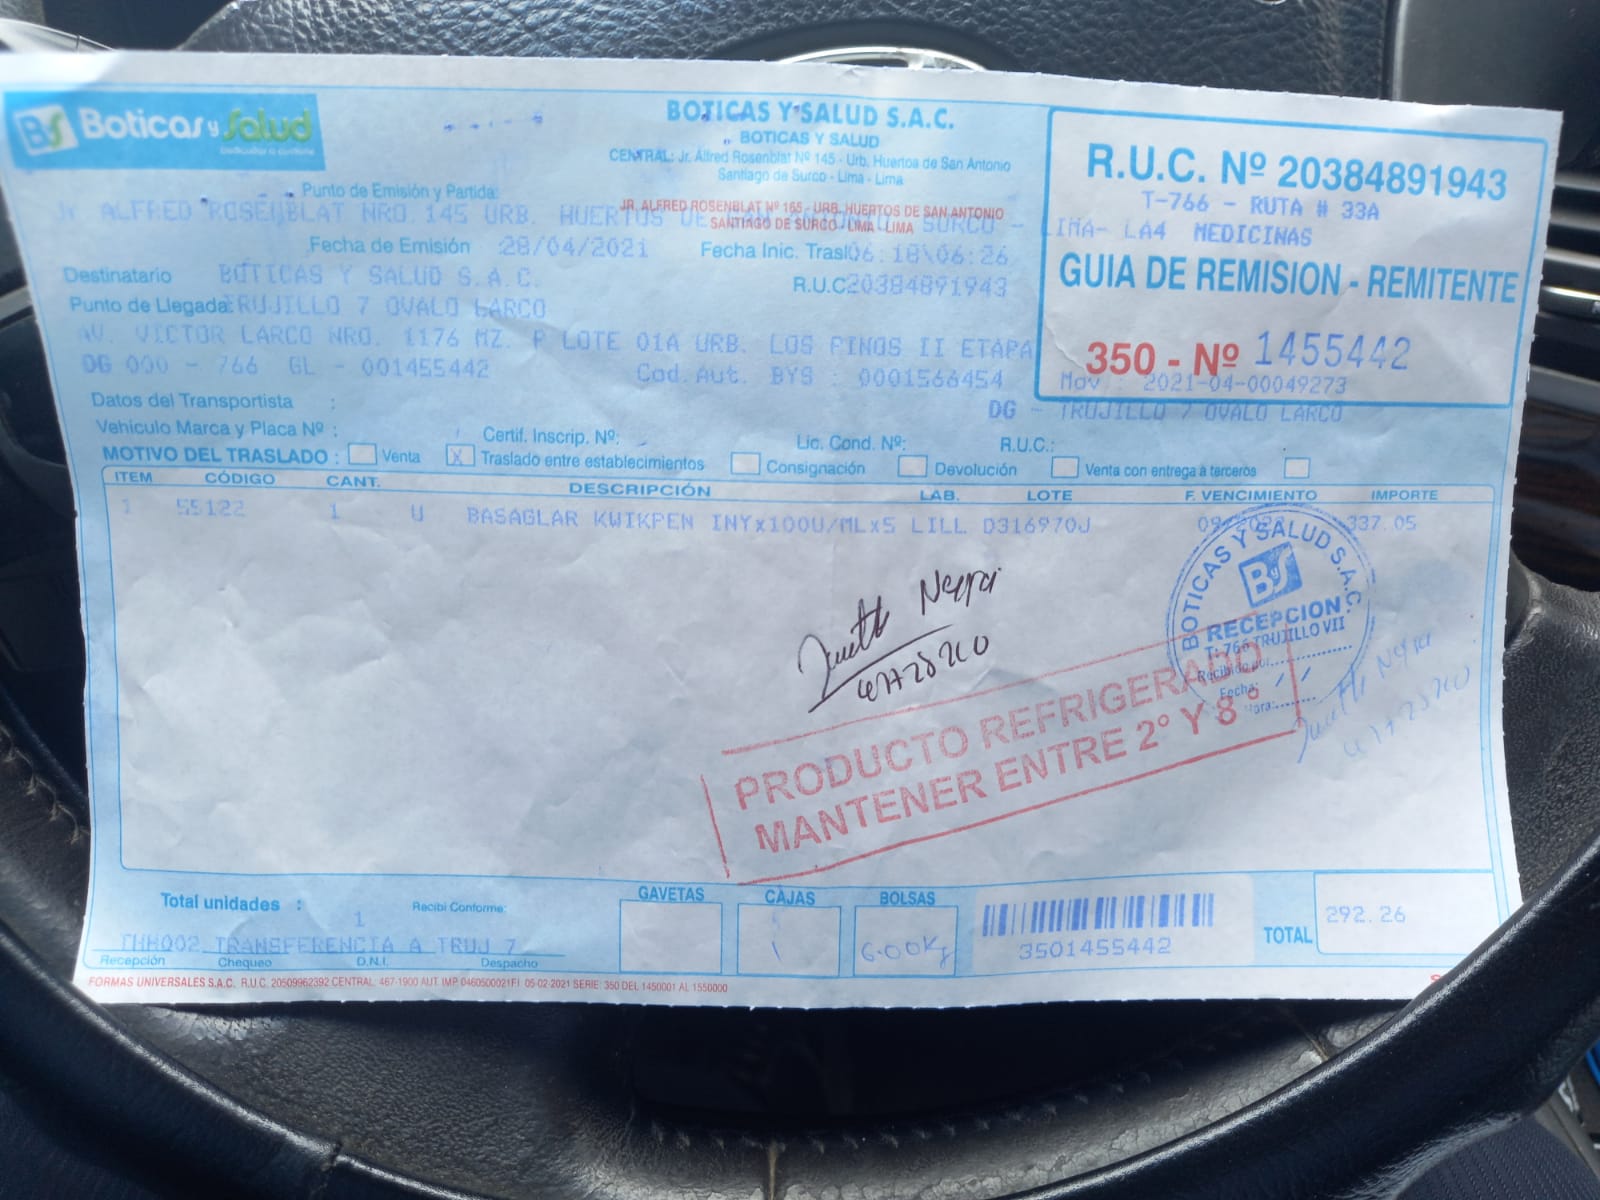 BS Boticas y Salud
BOTICAS Y SALUD S.A.C.
BOTICAS Y SALUD
CENTRAL: Jr. Alfred Rosenblat Nº 145 - Urb. Huertos de San Antonio
Santiago de Surco - Lima - Lima
Punto de Emisión y Partida:
Jr ALFRED ROSENBLAT NRO.145 URB. HUERTOS DE SURCO - LIMA- LA4 MEDICINAS
JR. ALFRED ROSENBLAT Nº 165 - URB. HUERTOS DE SAN ANTONIO
SANTIAGO DE SURCO - LIMA - LIMA
Fecha de Emisión :28/04/2021 Fecha Inic. Trasl 06:18\06:26
Destinatario BOTICAS Y SALUD S.A.C. R.U.C 20384891943
Punto de Llegada: TRUJILLO 7 OVALO LARCO
AV. VICTOR LARCO NRO. 1176 MZ. P LOTE 01A URB. LOS PINOS II ETAPA
DG 000 - 766 GL - 001455442 Cod. Aut. BYS : 0001566454
R.U.C. Nº 20384891943
T-766 - RUTA # 33A
GUIA DE REMISION - REMITENTE
350 - Nº 1455442
Mov : 2021-04-00049273
DG - TRUJILLO 7 OVALO LARCO
Datos del Transportista :
Vehículo Marca y Placa Nº : Certif. Inscrip. Nº: Lic. Cond. Nº: R.U.C.:
MOTIVO DEL TRASLADO : Venta X Traslado entre establecimientos Consignación Devolución Venta con entrega a terceros
ITEM CÓDIGO CANT. DESCRIPCIÓN LAB. LOTE F. VENCIMIENTO IMPORTE
1 55122 1 U BASAGLAR KWIKPEN INYx100U/MLx5 LILL D316970J 337.05
BOTICAS Y SALUD S.A.C.
ByS
RECEPCION
T: 766 TRUJILLO VII
Recibido por:
Fecha: / /
Hora:
PRODUCTO REFRIGERADO
MANTENER ENTRE 2° Y 8°
Total unidades : 1 Recibi Conforme: GAVETAS CAJAS BOLSAS
1 6.00Kg
THH002 TRANSFERENCIA A TRUJ 7
Recepción Chequeo D.N.I. Despacho
3501455442
TOTAL 292.26
FORMAS UNIVERSALES S.A.C. R.U.C. 20509962392 CENTRAL: 467-1900 AUT. IMP. 0460500021FI 05-02-2021 SERIE 350 DEL 1450001 AL 1550000